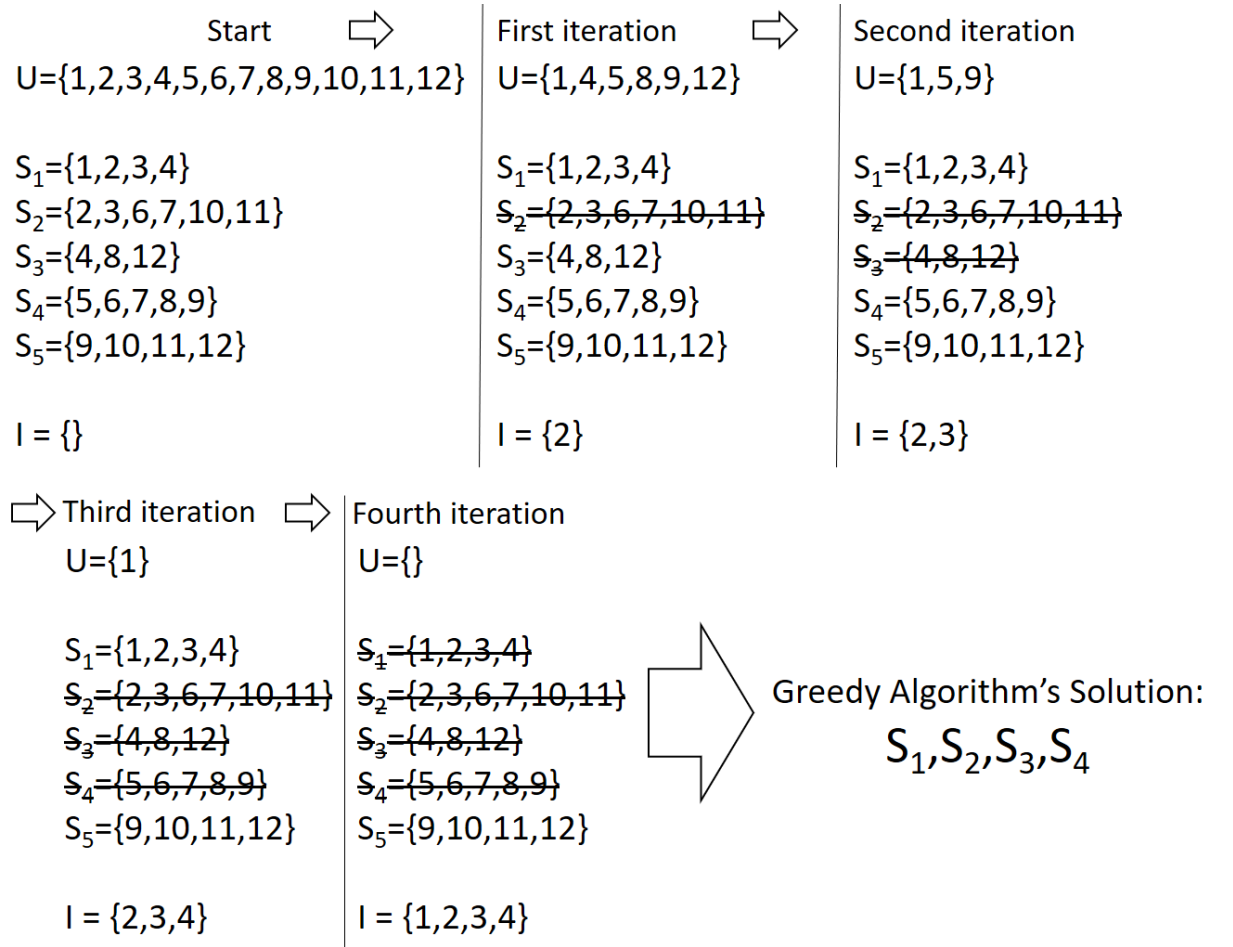 Start
U={1,2,3,4,5,6,7,8,9,10,11,12}
S₁={1,2,3,4}
S₂={2,3,6,7,10,11}
S₃={4,8,12}
S₄={5,6,7,8,9}
S₅={9,10,11,12}
I = {}
First iteration
U={1,4,5,8,9,12}
S₁={1,2,3,4}
S₂={2,3,6,7,10,11}
S₃={4,8,12}
S₄={5,6,7,8,9}
S₅={9,10,11,12}
I = {2}
Second iteration
U={1,5,9}
S₁={1,2,3,4}
S₂={2,3,6,7,10,11}
S₃={4,8,12}
S₄={5,6,7,8,9}
S₅={9,10,11,12}
I = {2,3}
Third iteration
U={1}
S₁={1,2,3,4}
S₂={2,3,6,7,10,11}
S₃={4,8,12}
S₄={5,6,7,8,9}
S₅={9,10,11,12}
I = {2,3,4}
Fourth iteration
U={}
S₁={1,2,3,4}
S₂={2,3,6,7,10,11}
S₃={4,8,12}
S₄={5,6,7,8,9}
S₅={9,10,11,12}
I = {1,2,3,4}
Greedy Algorithm’s Solution:
S₁,S₂,S₃,S₄